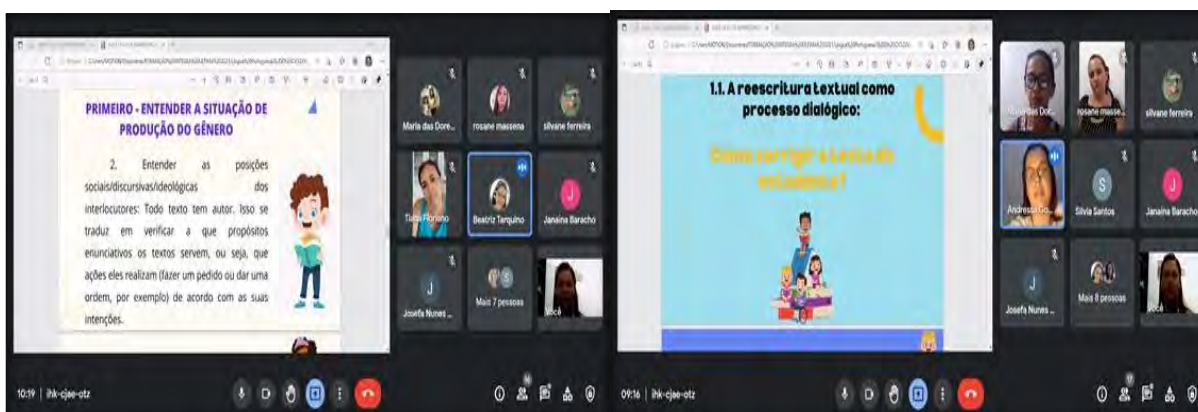 PRIMEIRO - ENTENDER A SITUAÇÃO DE
PRODUÇÃO DO GÊNERO
2. Entender as posições
sociais/discursivas/ideológicas dos
interlocutores: Todo texto tem autor. Isso se
traduz em verificar a que propósitos
enunciativos os textos servem, ou seja, que
ações eles realizam (fazer um pedido ou dar uma
ordem, por exemplo) de acordo com as suas
intenções.
Maria das Dore...
rosane massena
silvane ferreira
Floriano
Beatriz Tarquino
J
Janaina Baracho
J
Josefa Nunes ...
S
Mais 7 pessoas
Você
10:19 | ihk-cjae-otz
1.1. A reescritura textual como
processo dialógico:
Como corrigir o texto do
estudante?
rosane masse...
silvane ferreira
Andressa Go...
S
Silvia Santos
J
Janaina Baracho
J
Josefa Nunes ...
Mais 8 pessoas
Você
09:16 | ihk-cjae-otz